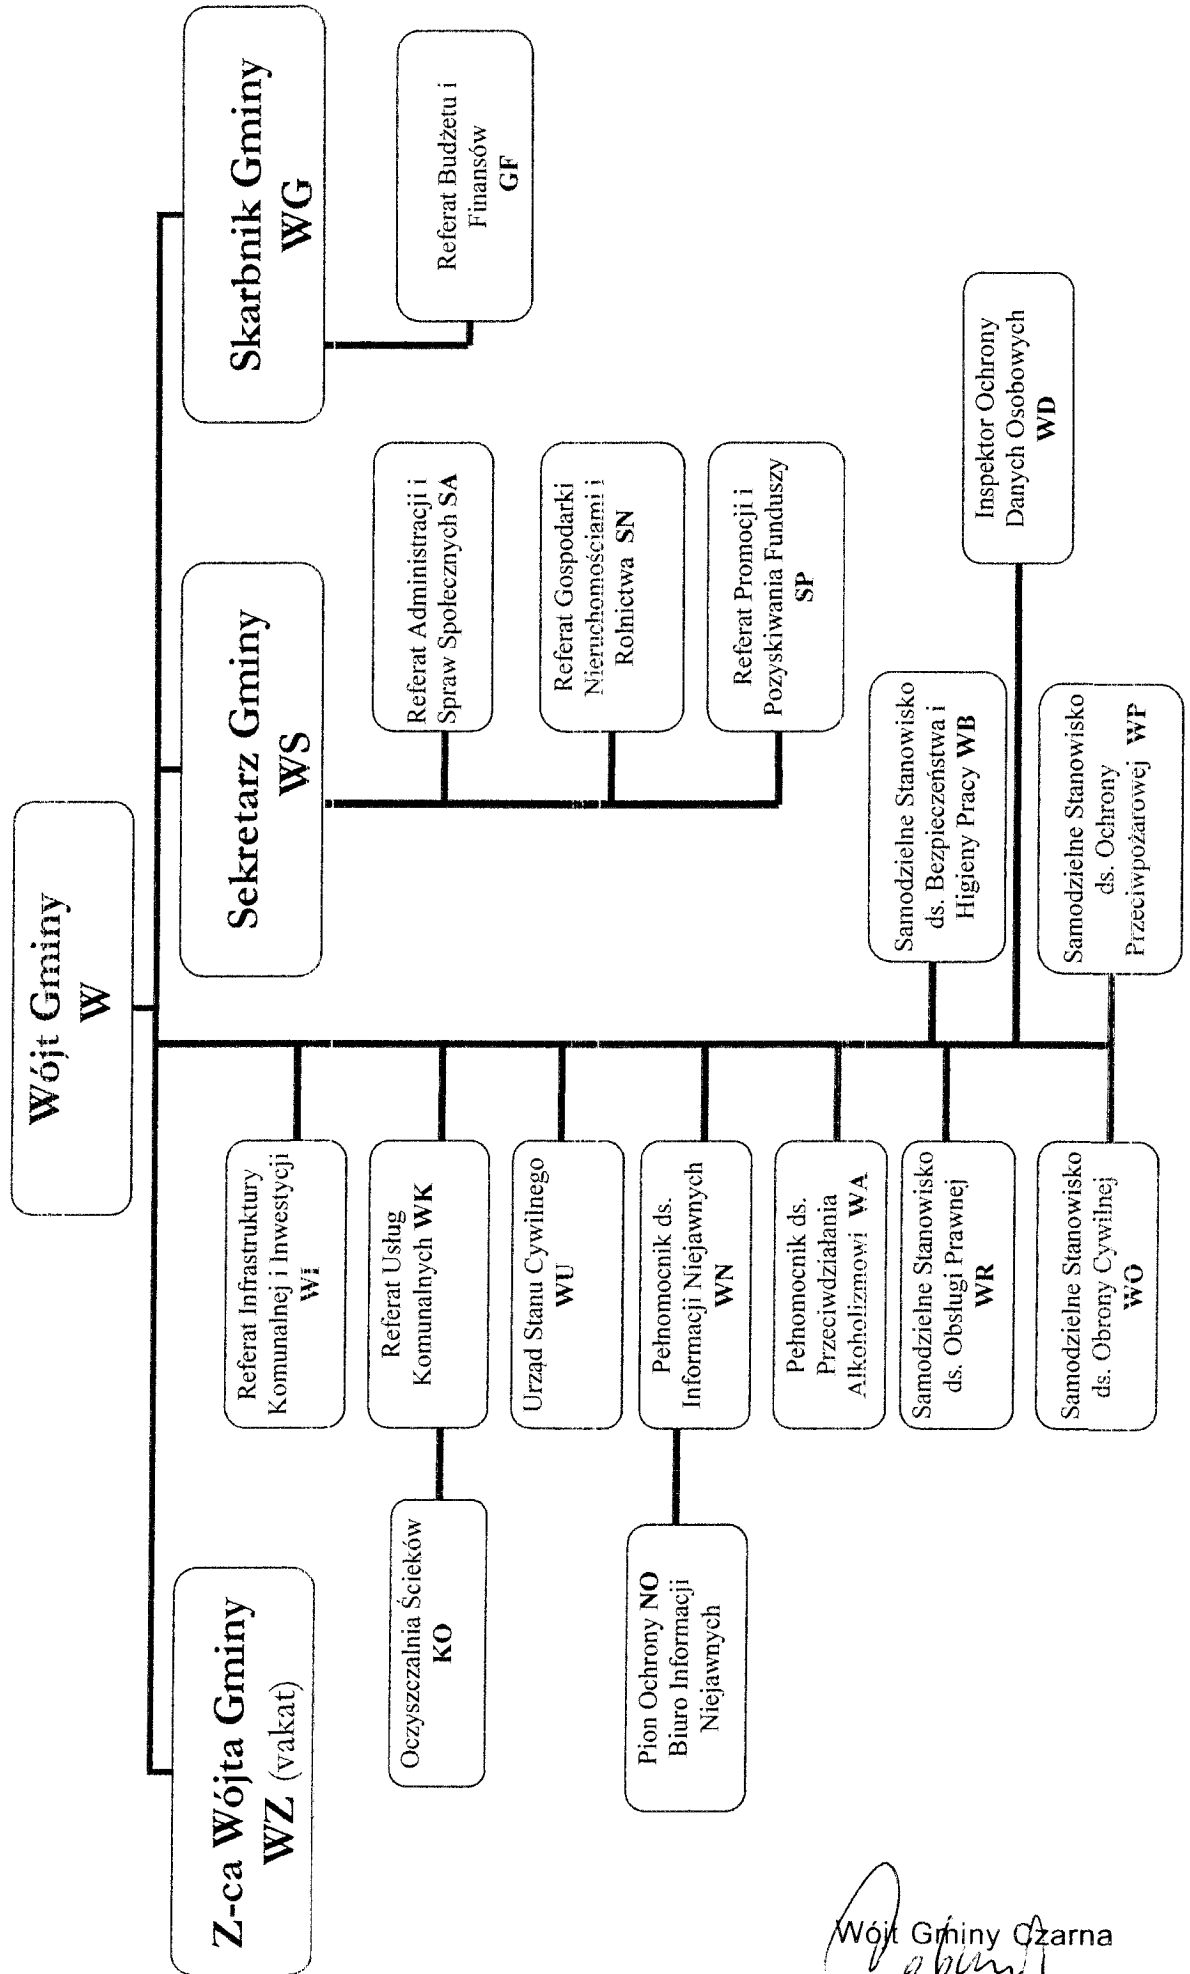 Wójt Gminy
W
Z-ca Wójta Gminy
WZ (vakat)
Sekretarz Gminy
WS
Skarbnik Gminy
WG
Referat Infrastruktury
Komunalnej i Inwestycji
WI
Referat Usług
Komunalnych WK
Oczyszczalnia Ścieków
KO
Urząd Stanu Cywilnego
WU
Pełnomocnik ds.
Informacji Niejawnych
WN
Pion Ochrony NO
Biuro Informacji
Niejawnych
Pełnomocnik ds.
Przeciwdziałania
Alkoholizmowi WA
Samodzielne Stanowisko
ds. Obsługi Prawnej
WR
Samodzielne Stanowisko
ds. Obrony Cywilnej
WO
Referat Administracji i
Spraw Społecznych SA
Referat Gospodarki
Nieruchomościami i
Rolnictwa SN
Referat Promocji i
Pozyskiwania Funduszy
SP
Referat Budżetu i
Finansów
GF
Samodzielne Stanowisko
ds. Bezpieczeństwa i
Higieny Pracy WB
Inspektor Ochrony
Danych Osobowych
WD
Samodzielne Stanowisko
ds. Ochrony
Przeciwpożarowej WP
Wójt Gminy Czarna